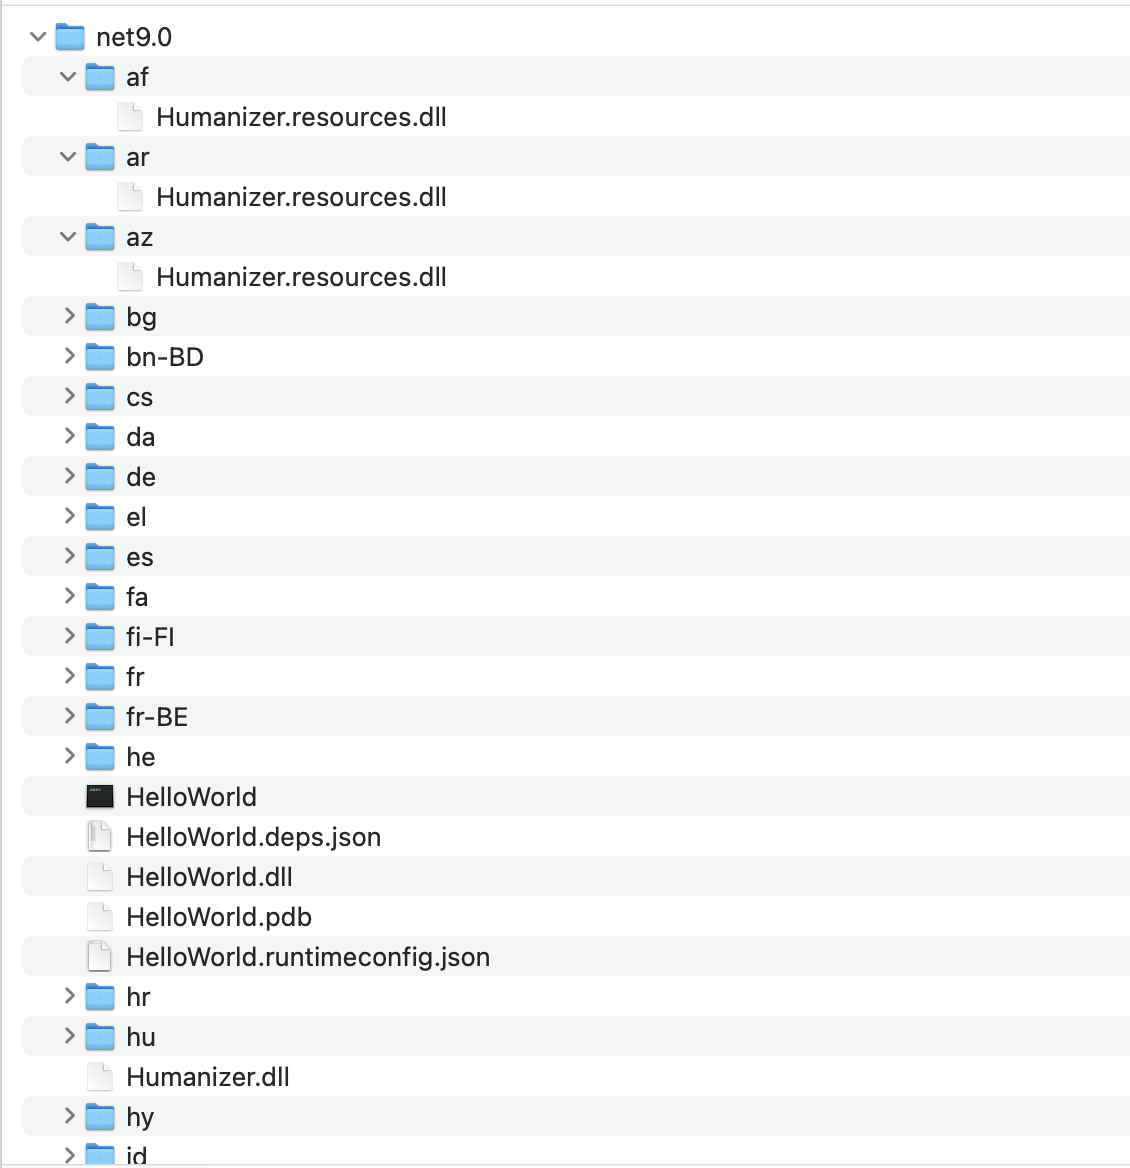 net9.0
af
Humanizer.resources.dll
ar
Humanizer.resources.dll
az
Humanizer.resources.dll
bg
bn-BD
cs
da
de
el
es
fa
fi-FI
fr
fr-BE
he
HelloWorld
HelloWorld.deps.json
HelloWorld.dll
HelloWorld.pdb
HelloWorld.runtimeconfig.json
hr
hu
Humanizer.dll
hy
id